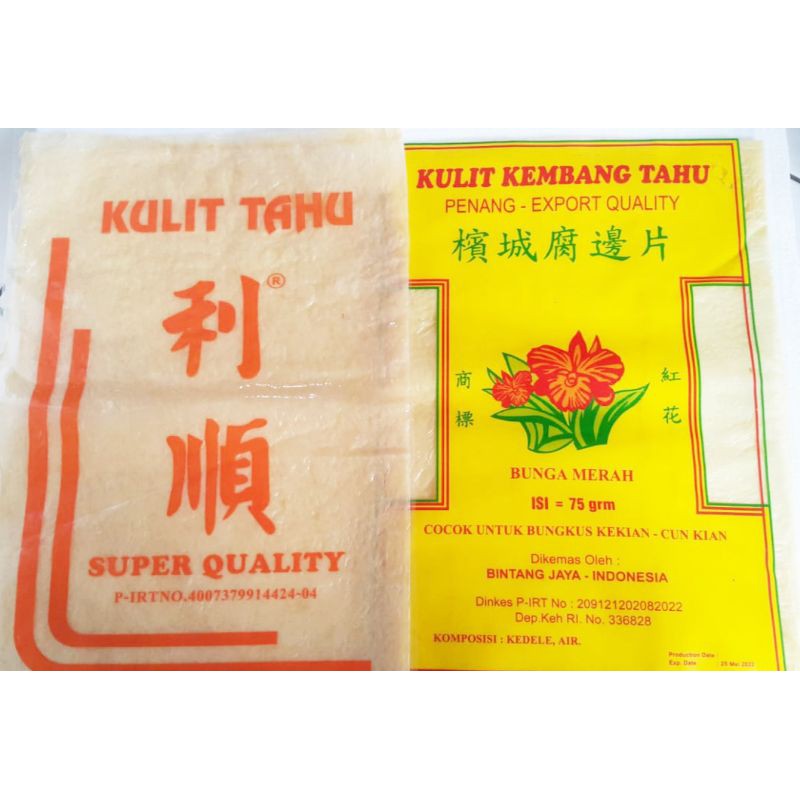 KULIT TAHU
利
®
順
SUPER QUALITY
P-IRTNO.4007379914424-04
KULIT KEMBANG TAHU
PENANG - EXPORT QUALITY
檳城腐邊片
商標
紅花
BUNGA MERAH
ISI = 75 grm
COCOK UNTUK BUNGKUS KEKIAN - CUN KIAN
Dikemas Oleh :
BINTANG JAYA - INDONESIA
Dinkes P-IRT No : 209121202082022
Dep.Keh RI. No. 336828
KOMPOSISI : KEDELE, AIR.
Production Date :
Exp. Date :